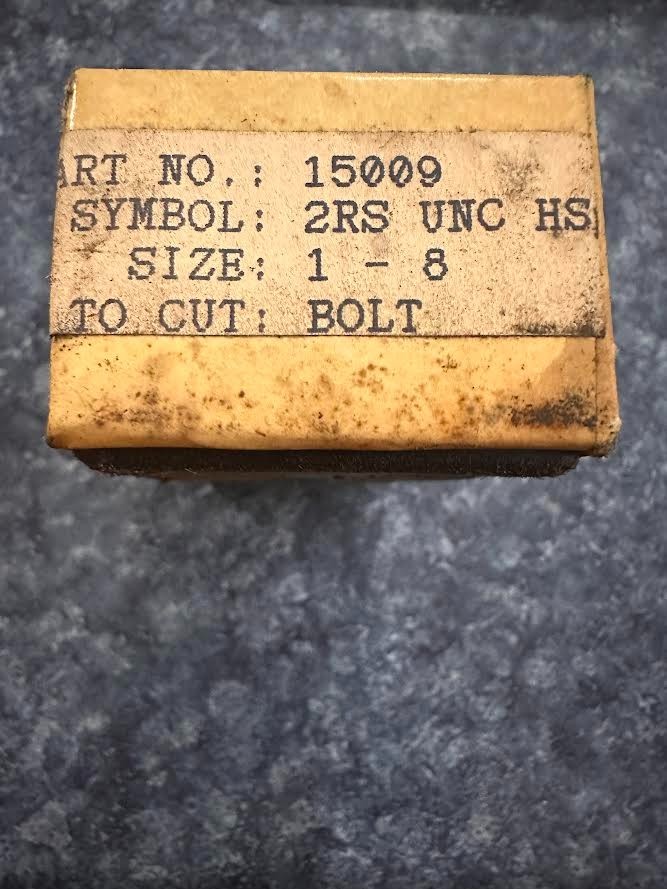 ART NO.: 15009
SYMBOL: 2RS UNC HS
SIZE: 1 - 8
TO CUT: BOLT